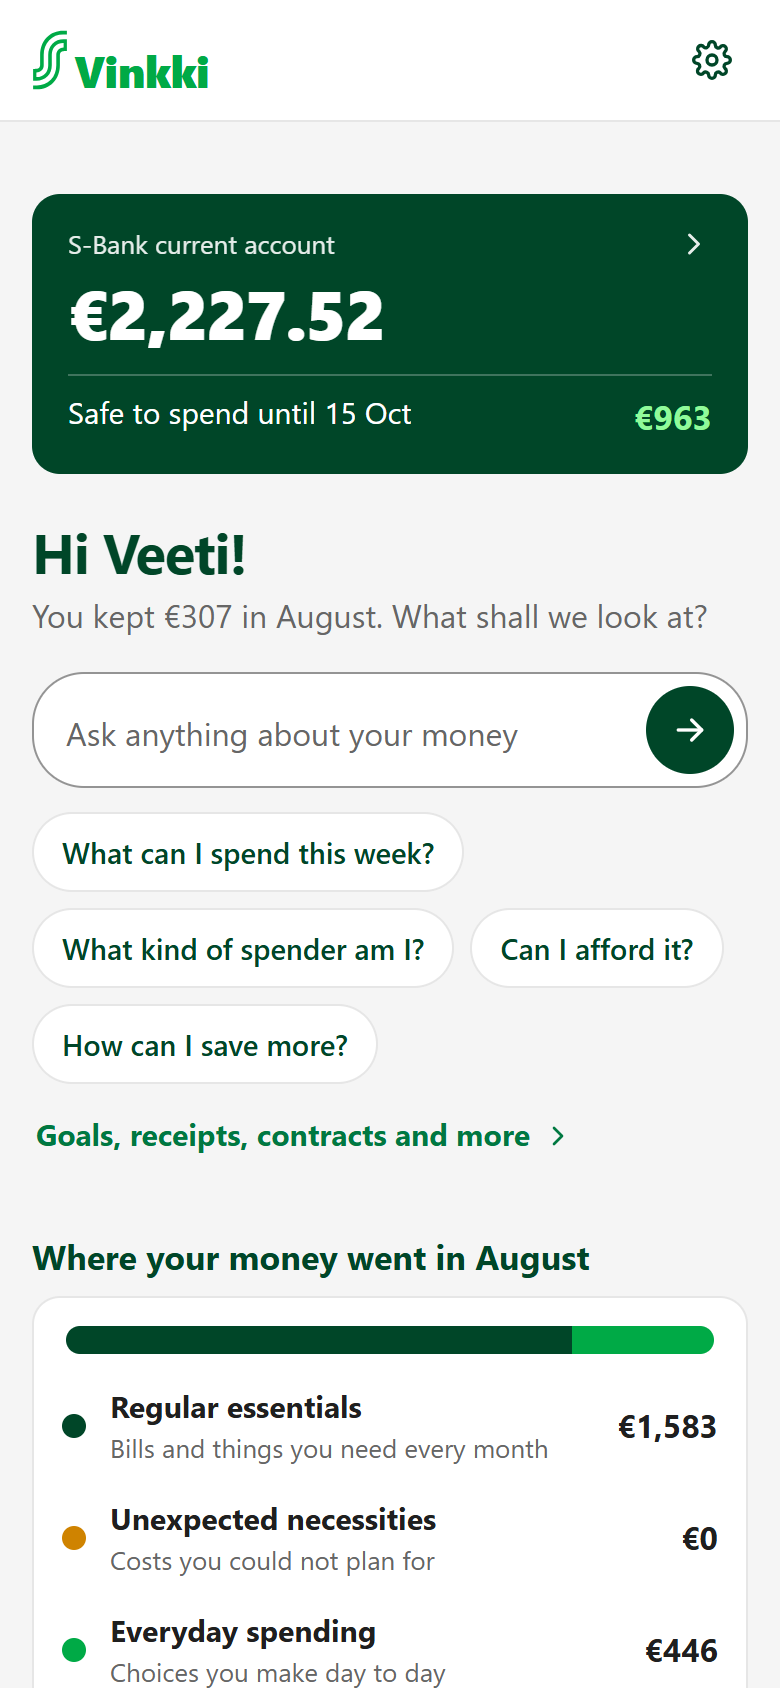 Vinkki
S-Bank current account
€2,227.52
Safe to spend until 15 Oct
€963
Hi Veeti!
You kept €307 in August. What shall we look at?
Ask anything about your money
What can I spend this week?
What kind of spender am I?
Can I afford it?
How can I save more?
Goals, receipts, contracts and more
Where your money went in August
Regular essentials
€1,583
Bills and things you need every month
Unexpected necessities
€0
Costs you could not plan for
Everyday spending
€446
Choices you make day to day